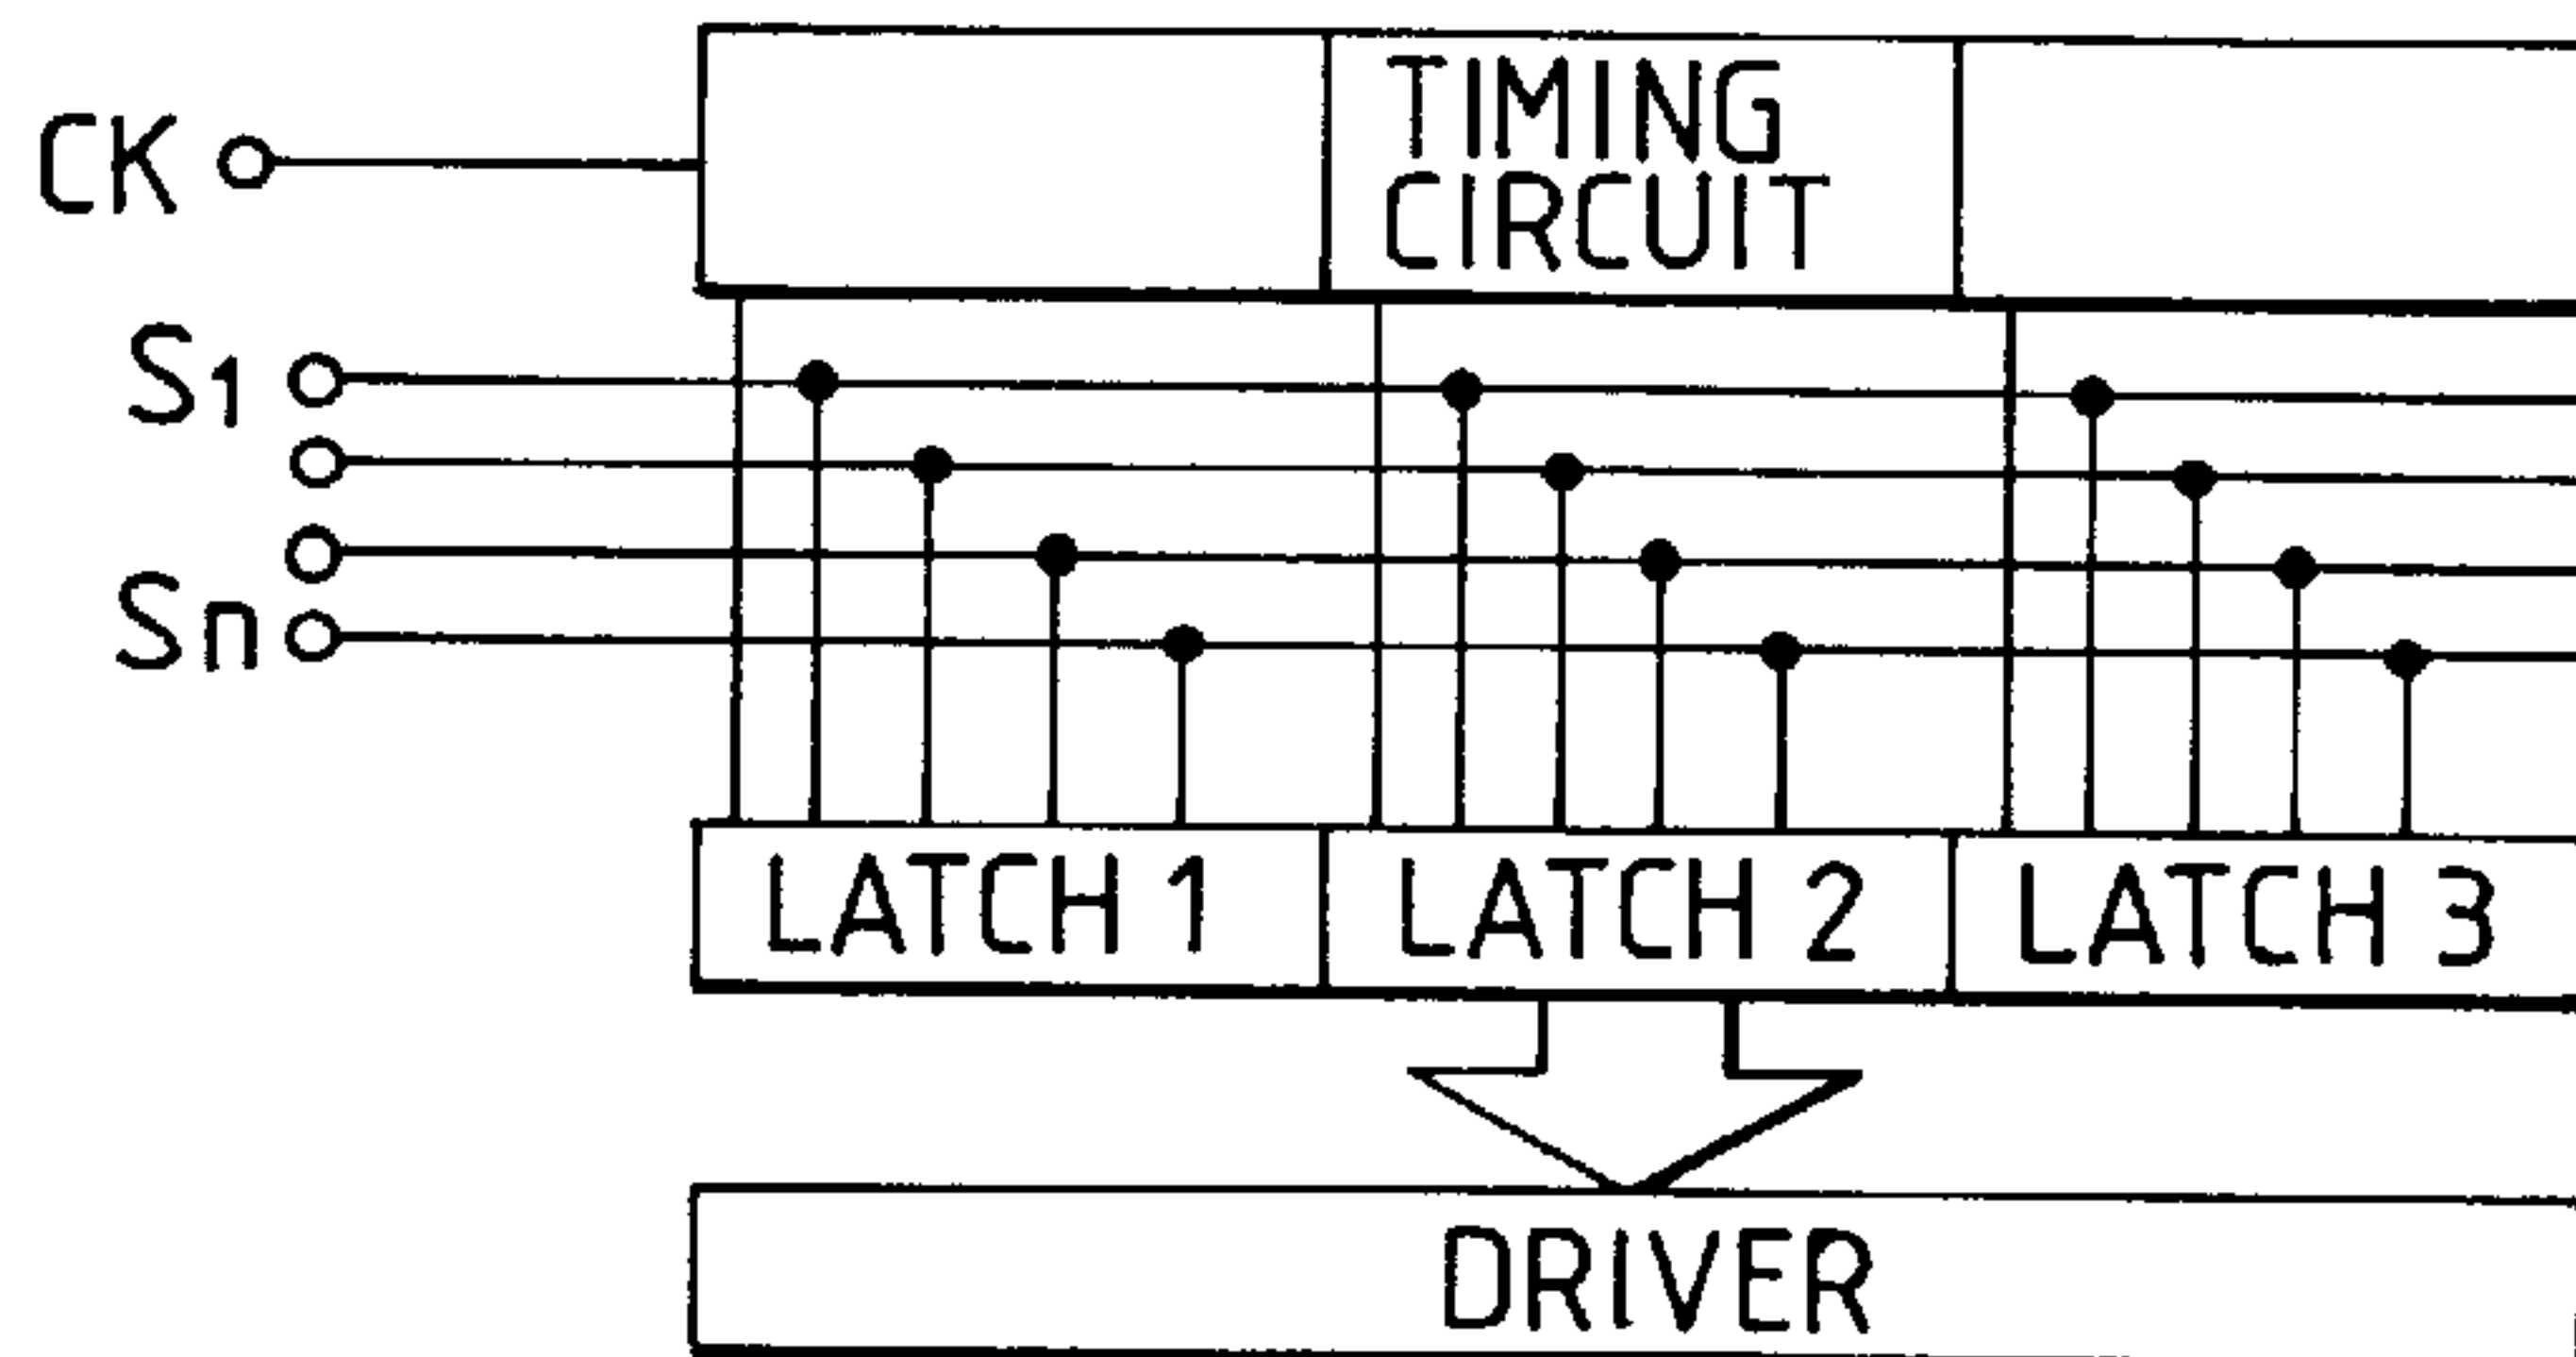 TIMING
CIRCUIT
CK
S1
Sn
LATCH 1
LATCH 2
LATCH 3
DRIVER